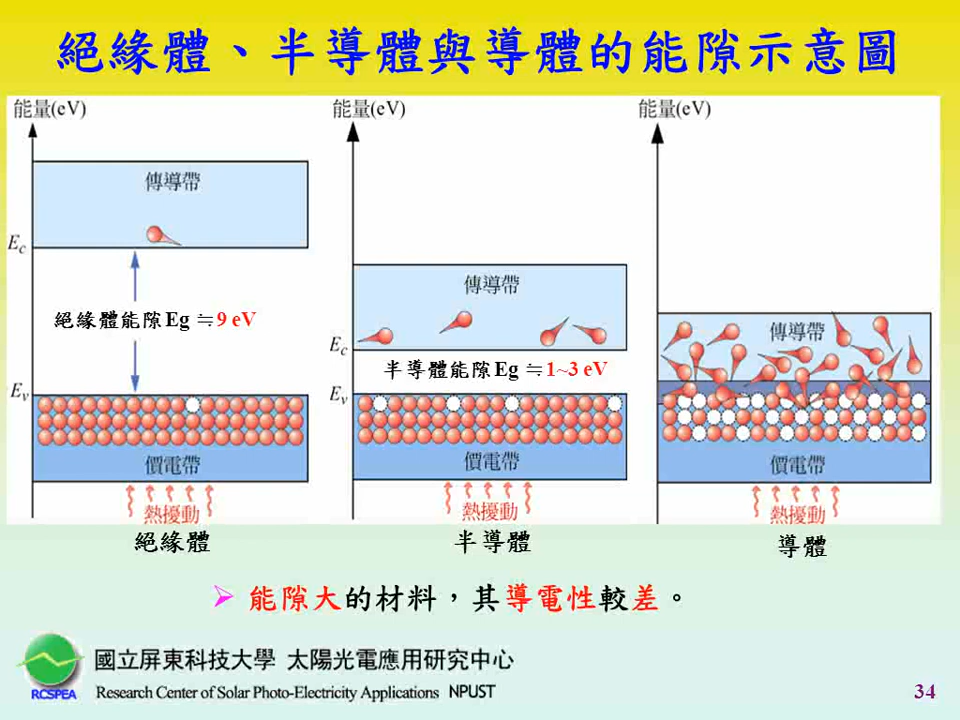 絕緣體、半導體與導體的能隙示意圖
能量(eV)
傳導帶
Ec
絕緣體能隙Eg ≒9 eV
Ev
價電帶
熱擾動
絕緣體
能量(eV)
傳導帶
Ec
半導體能隙Eg ≒1~3 eV
Ev
價電帶
熱擾動
半導體
能量(eV)
傳導帶
價電帶
熱擾動
導體
能隙大的材料，其導電性較差。
RCSPEA
國立屏東科技大學 太陽光電應用研究中心
Research Center of Solar Photo-Electricity Applications NPUST
34